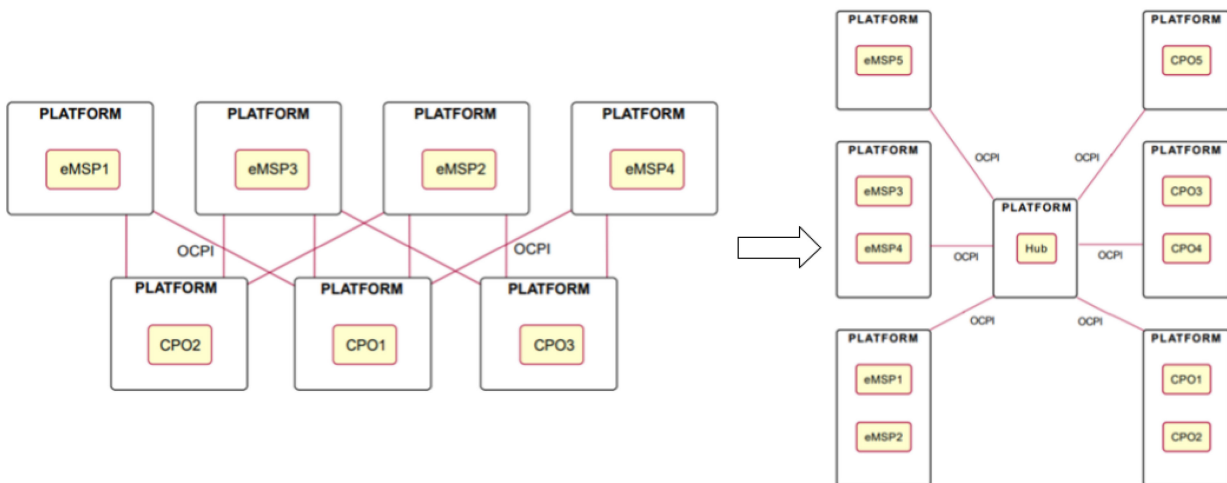 PLATFORM
eMSP1
PLATFORM
eMSP3
PLATFORM
eMSP2
PLATFORM
eMSP4
OCPI
OCPI
PLATFORM
CPO2
PLATFORM
CPO1
PLATFORM
CPO3
PLATFORM
eMSP5
PLATFORM
CPO5
OCPI
OCPI
PLATFORM
eMSP3
eMSP4
PLATFORM
Hub
PLATFORM
CPO3
CPO4
OCPI
OCPI
OCPI
OCPI
PLATFORM
eMSP1
eMSP2
PLATFORM
CPO1
CPO2